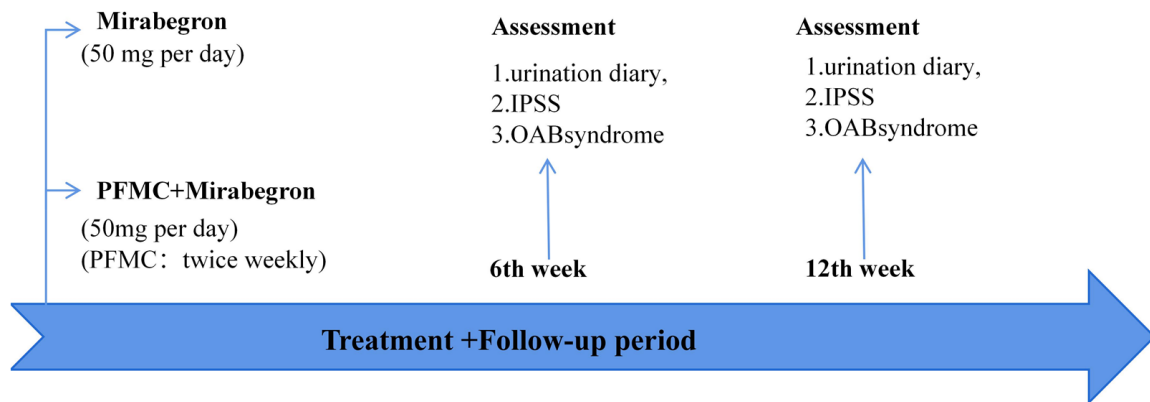 Mirabegron
(50 mg per day)
PFMC+Mirabegron
(50mg per day)
(PFMC：twice weekly)
Assessment
1.urination diary,
2.IPSS
3.OABsyndrome
6th week
Assessment
1.urination diary,
2.IPSS
3.OABsyndrome
12th week
Treatment +Follow-up period